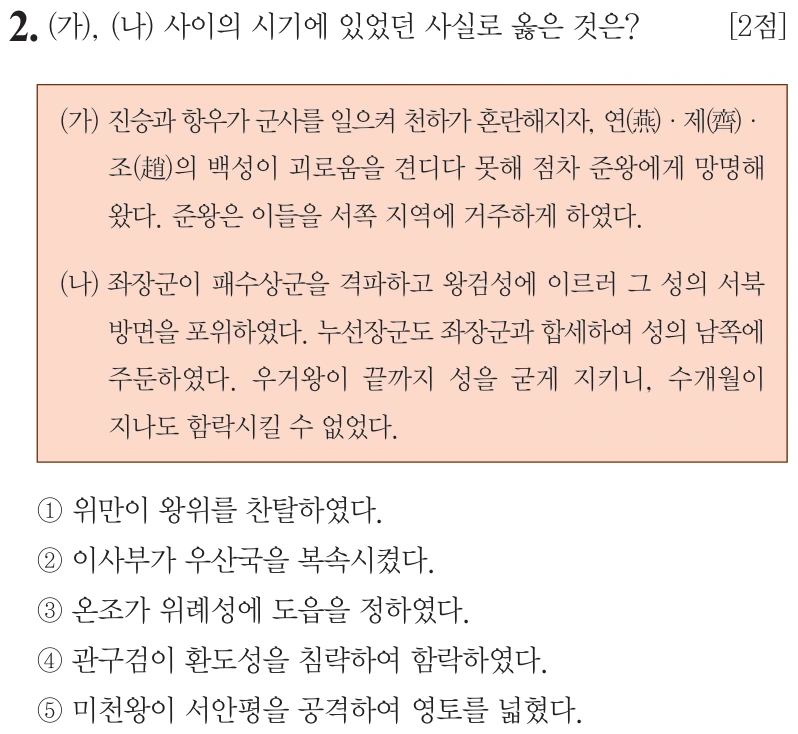 2. (가), (나) 사이의 시기에 있었던 사실로 옳은 것은? [2점]
(가) 진승과 항우가 군사를 일으켜 천하가 혼란해지자, 연(燕)·제(齊)·
조(趙)의 백성이 괴로움을 견디다 못해 점차 준왕에게 망명해
왔다. 준왕은 이들을 서쪽 지역에 거주하게 하였다.
(나) 좌장군이 패수상군을 격파하고 왕검성에 이르러 그 성의 서북
방면을 포위하였다. 누선장군도 좌장군과 합세하여 성의 남쪽에
주둔하였다. 우거왕이 끝까지 성을 굳게 지키니, 수개월이
지나도 함락시킬 수 없었다.
① 위만이 왕위를 찬탈하였다.
② 이사부가 우산국을 복속시켰다.
③ 온조가 위례성에 도읍을 정하였다.
④ 관구검이 환도성을 침략하여 함락하였다.
⑤ 미천왕이 서안평을 공격하여 영토를 넓혔다.